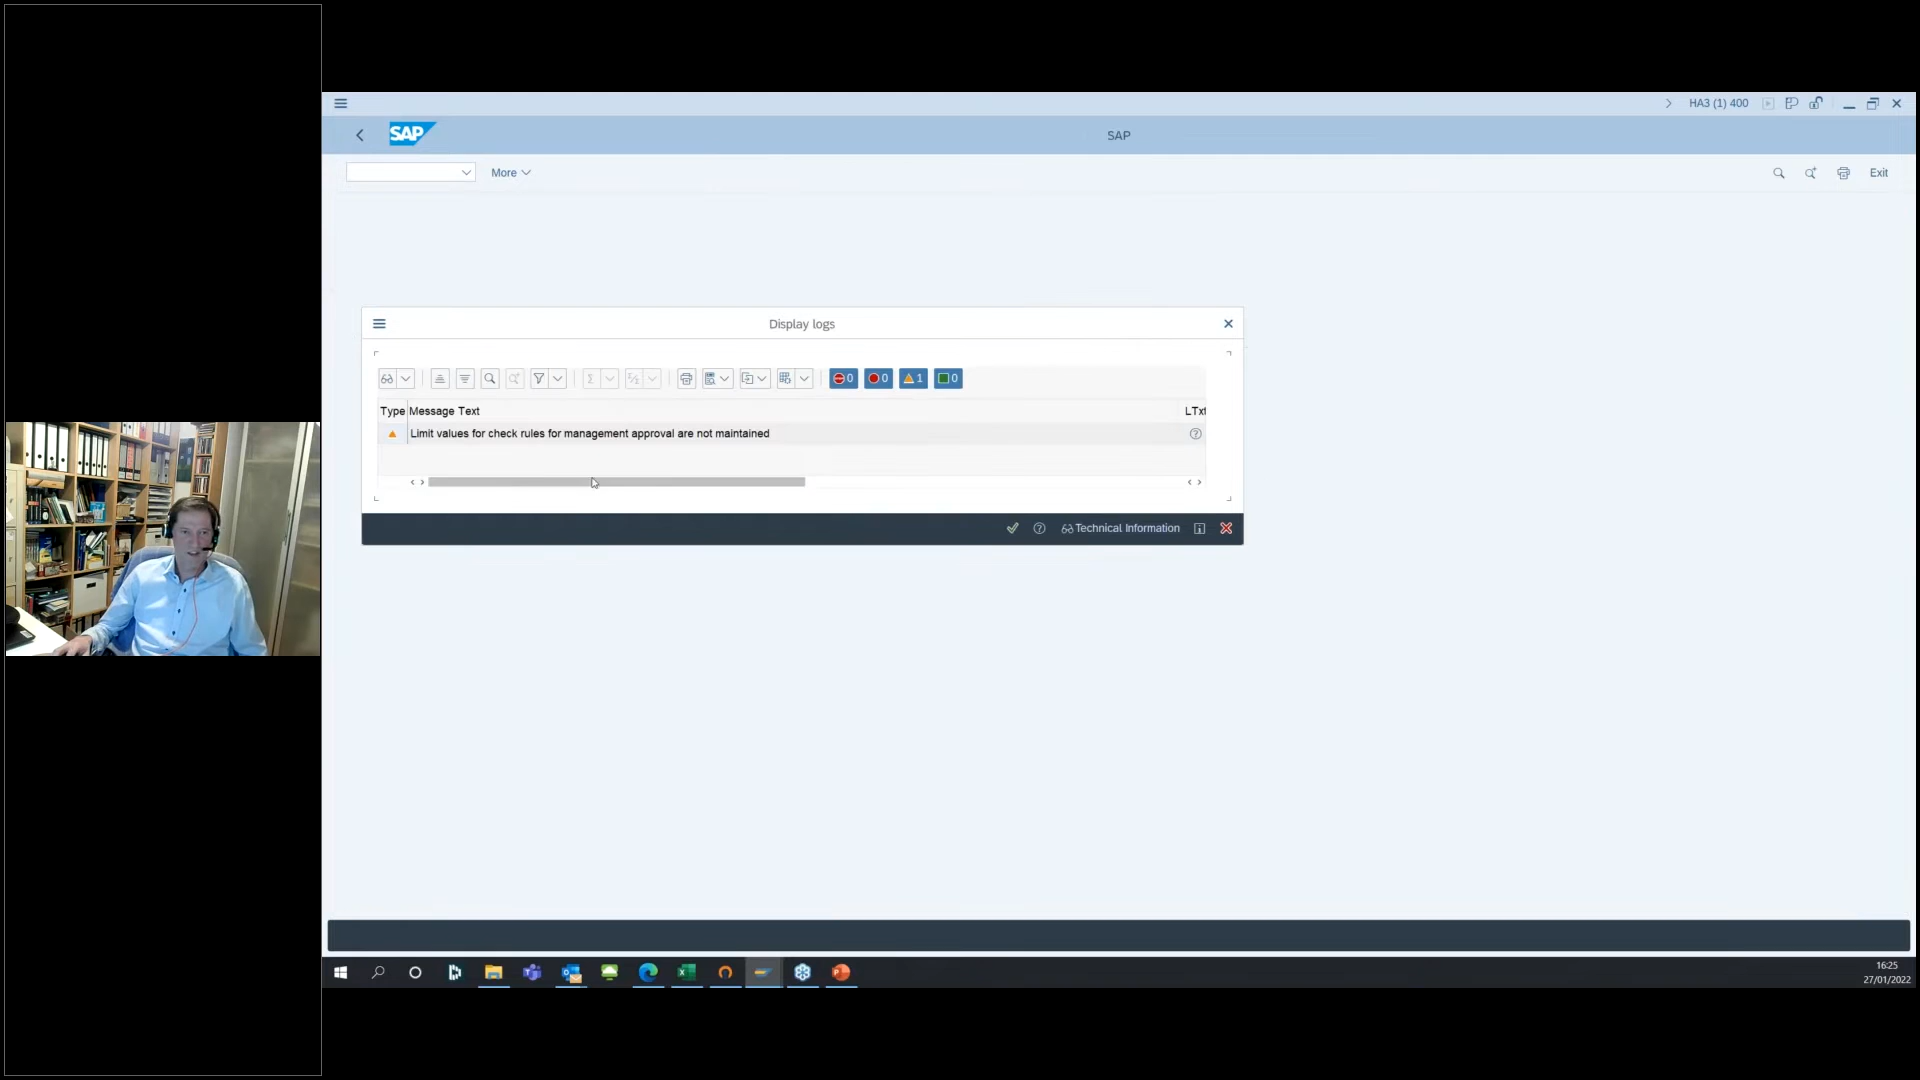 HA3 (1) 400
SAP
SAP
More
Exit
Display logs
0
0
1
0
Type
Message Text
LTxt
Limit values for check rules for management approval are not maintained
Technical Information
16:25
27/01/2022